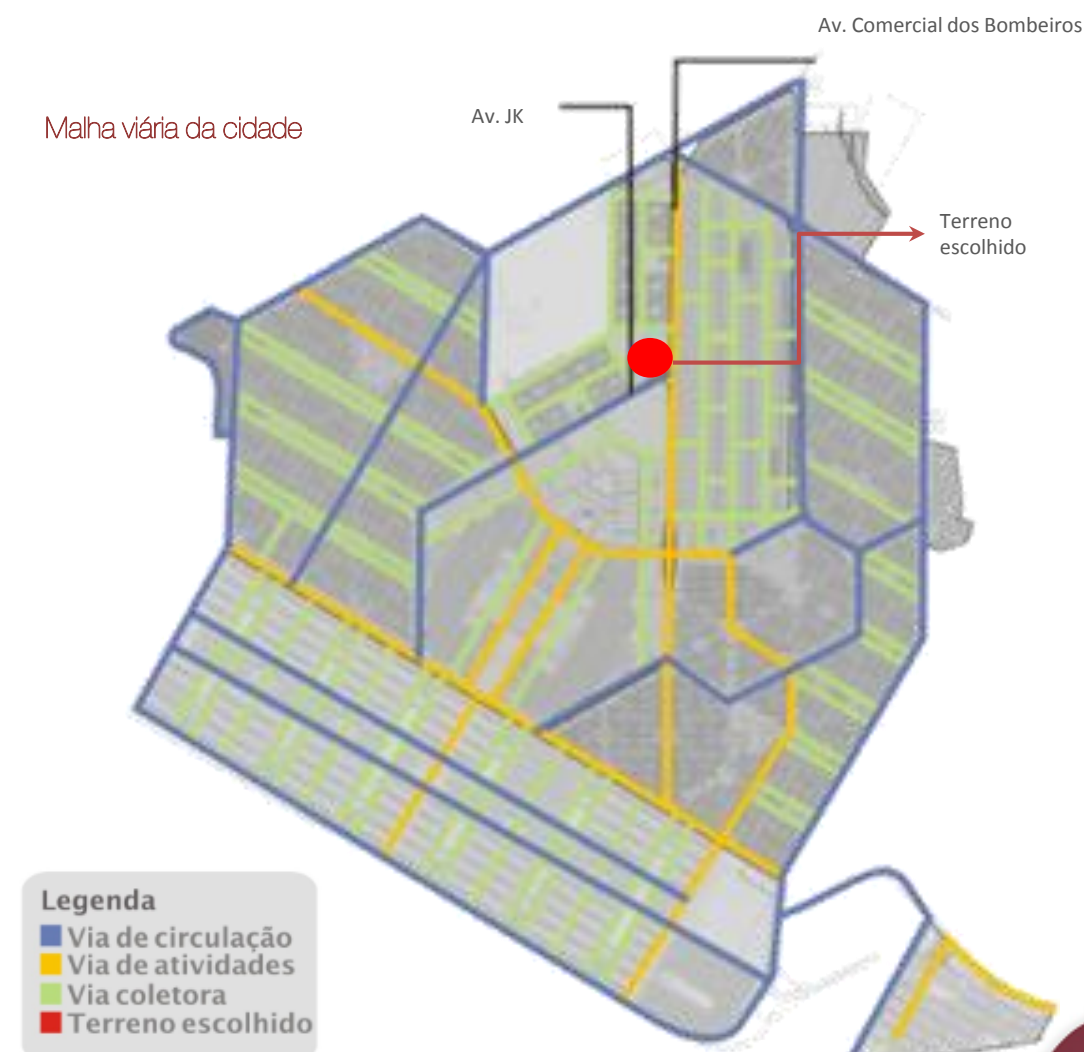 Av. Comercial dos Bombeiros
Malha viária da cidade
Av. JK
Terreno
escolhido
Legenda
Via de circulação
Via de atividades
Via coletora
Terreno escolhido